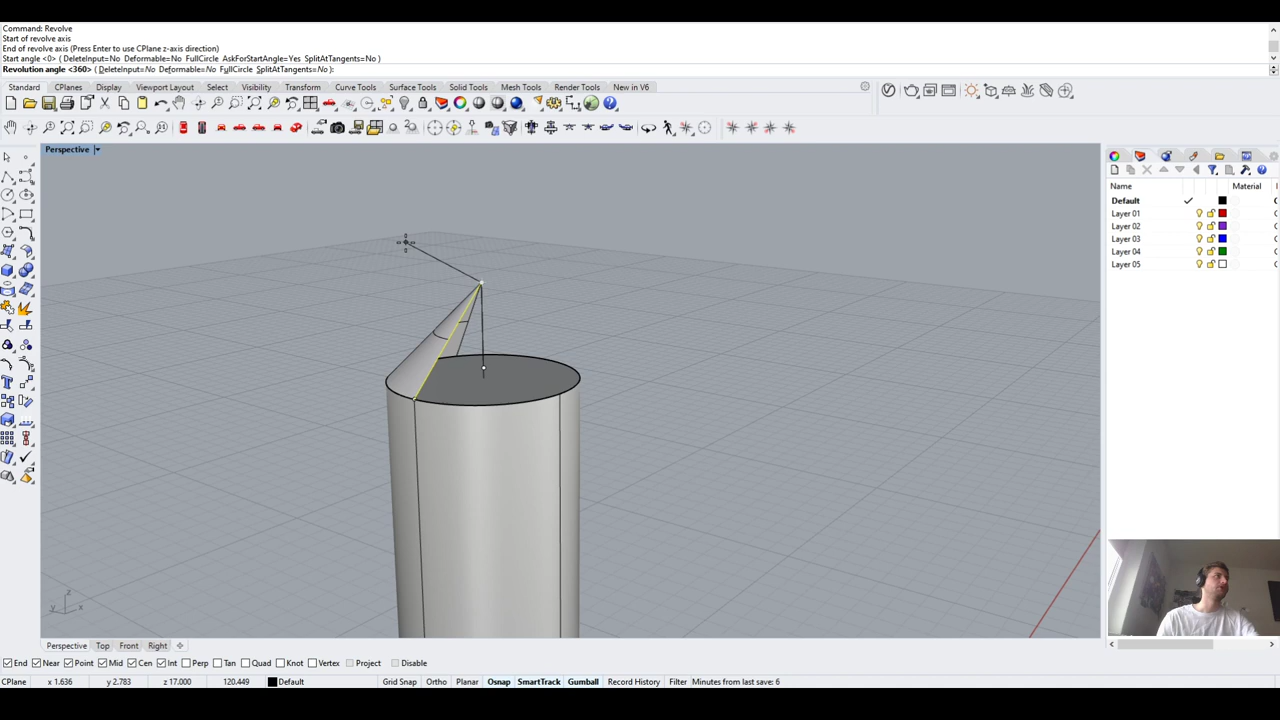 Command: Revolve
Start of revolve axis
End of revolve axis (Press Enter to use CPlane z-axis direction)
Start angle <0> ( DeleteInput=No Deformable=No FullCircle AskForStartAngle=Yes SplitAtTangents=No )
Revolution angle <360> ( DeleteInput=No Deformable=No FullCircle SplitAtTangents=No ):
Standard CPlanes Display Viewport Layout Select Visibility Transform Curve Tools Surface Tools Solid Tools Mesh Tools Render Tools New in V6
Perspective
Name Material
Default
Layer 01
Layer 02
Layer 03
Layer 04
Layer 05
z
y x
Perspective Top Front Right
End Near Point Mid Cen Int Perp Tan Quad Knot Vertex Project Disable
CPlane x 1.636 y 2.783 z 17.000 120.449 Default Grid Snap Ortho Planar Osnap SmartTrack Gumball Record History Filter Minutes from last save: 6